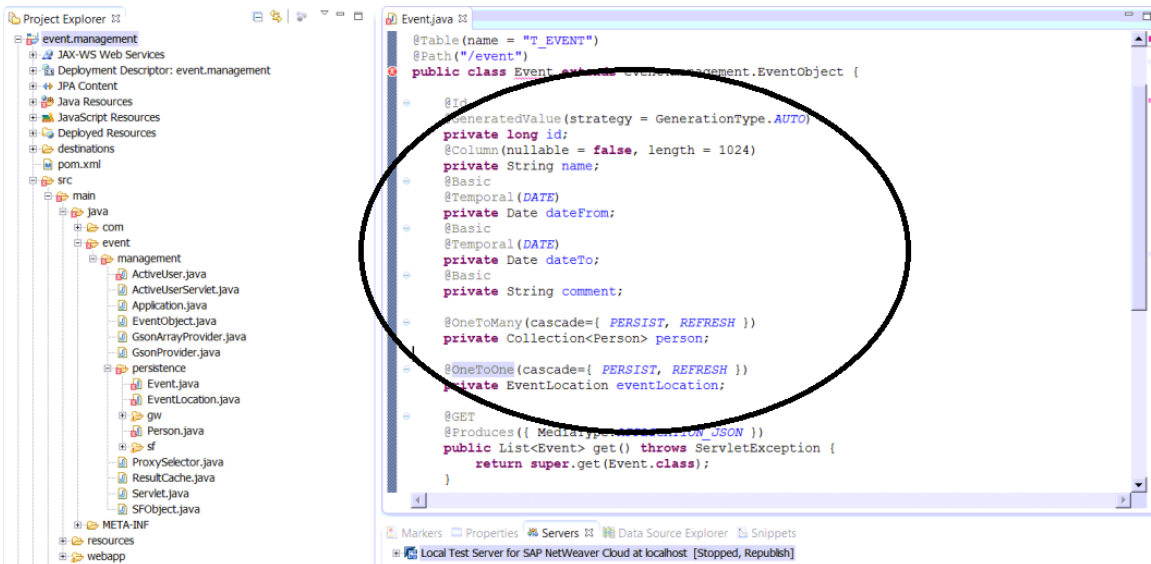 Project Explorer
event.management
JAX-WS Web Services
Deployment Descriptor: event.management
JPA Content
Java Resources
JavaScript Resources
Deployed Resources
destinations
pom.xml
src
main
java
com
event
management
ActiveUser.java
ActiveUserServlet.java
Application.java
EventObject.java
GsonArrayProvider.java
GsonProvider.java
persistence
Event.java
EventLocation.java
gw
Person.java
sf
ProxySelector.java
ResultCache.java
Servlet.java
SFObject.java
META-INF
resources
webapp
Event.java
@Table(name = "T_EVENT")
@Path("/event")
public class Event extends event.management.EventObject {
@Id
@GeneratedValue(strategy = GenerationType.AUTO)
private long id;
@Column(nullable = false, length = 1024)
private String name;
@Basic
@Temporal(DATE)
private Date dateFrom;
@Basic
@Temporal(DATE)
private Date dateTo;
@Basic
private String comment;
@OneToMany(cascade={ PERSIST, REFRESH })
private Collection<Person> person;
@OneToOne(cascade={ PERSIST, REFRESH })
private EventLocation eventLocation;
@GET
@Produces({ MediaType.APPLICATION_JSON })
public List<Event> get() throws ServletException {
return super.get(Event.class);
}
Markers Properties Servers Data Source Explorer Snippets
Local Test Server for SAP NetWeaver Cloud at localhost [Stopped, Republish]